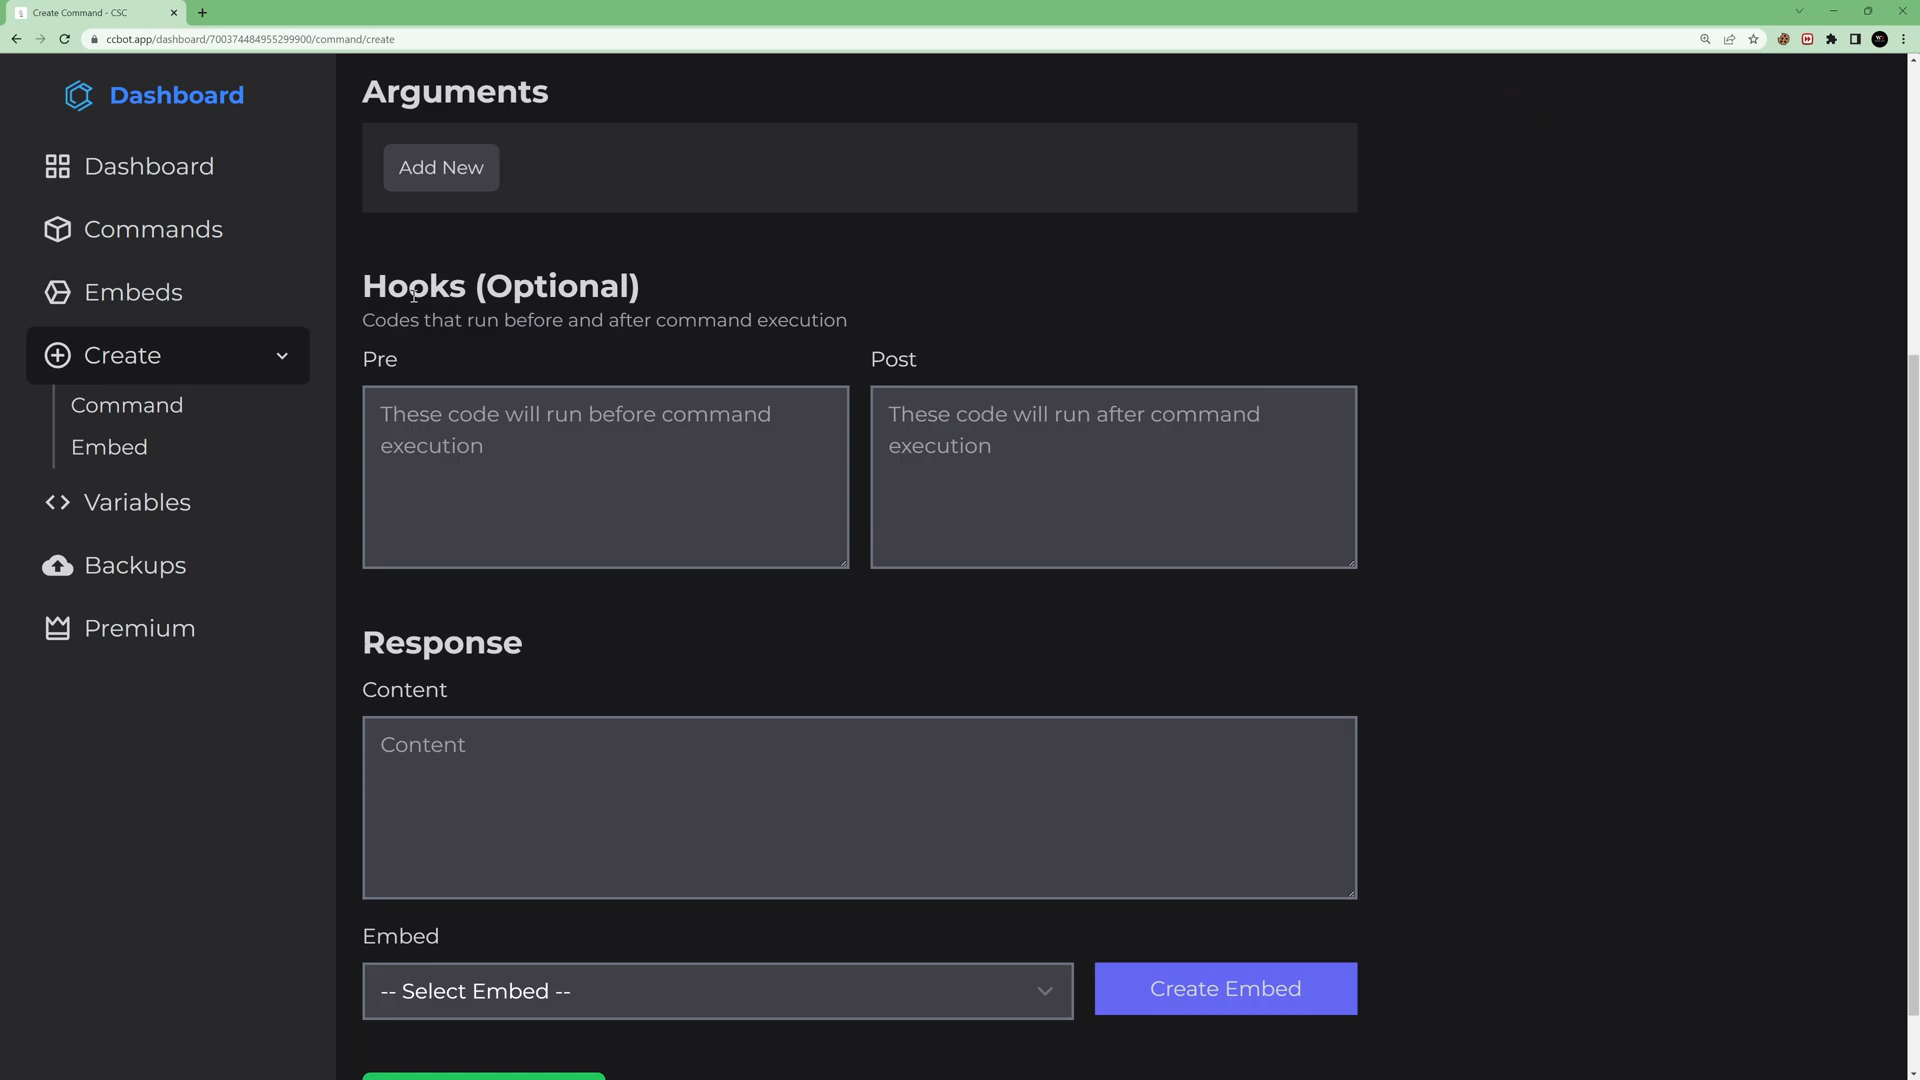 Create Command - CSC
ccbot.app/dashboard/700374484955299900/command/create
Dashboard
Dashboard
Commands
Embeds
Create
Command
Embed
Variables
Backups
Premium
Arguments
Add New
Hooks (Optional)
Codes that run before and after command execution
Pre
Post
These code will run before command
execution
These code will run after command
execution
Response
Content
Content
Embed
-- Select Embed --
Create Embed